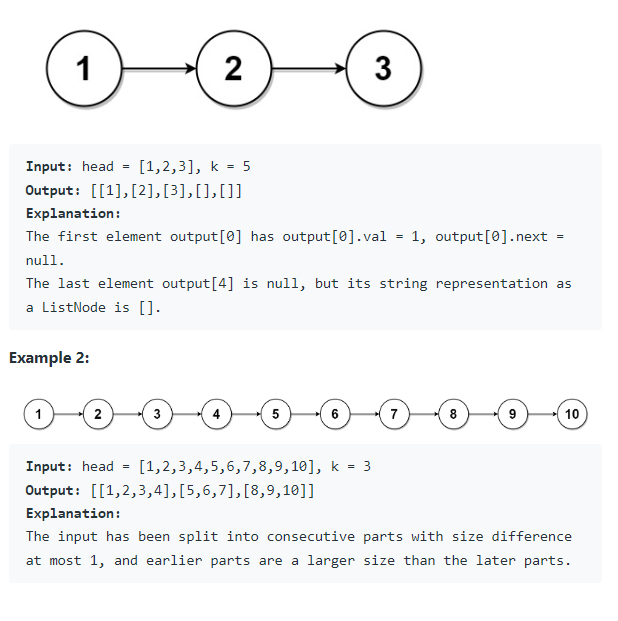 1 2 3
Input: head = [1,2,3], k = 5
Output: [[1],[2],[3],[],[]]
Explanation:
The first element output[0] has output[0].val = 1, output[0].next =
null.
The last element output[4] is null, but its string representation as
a ListNode is [].
Example 2:
1 2 3 4 5 6 7 8 9 10
Input: head = [1,2,3,4,5,6,7,8,9,10], k = 3
Output: [[1,2,3,4],[5,6,7],[8,9,10]]
Explanation:
The input has been split into consecutive parts with size difference
at most 1, and earlier parts are a larger size than the later parts.